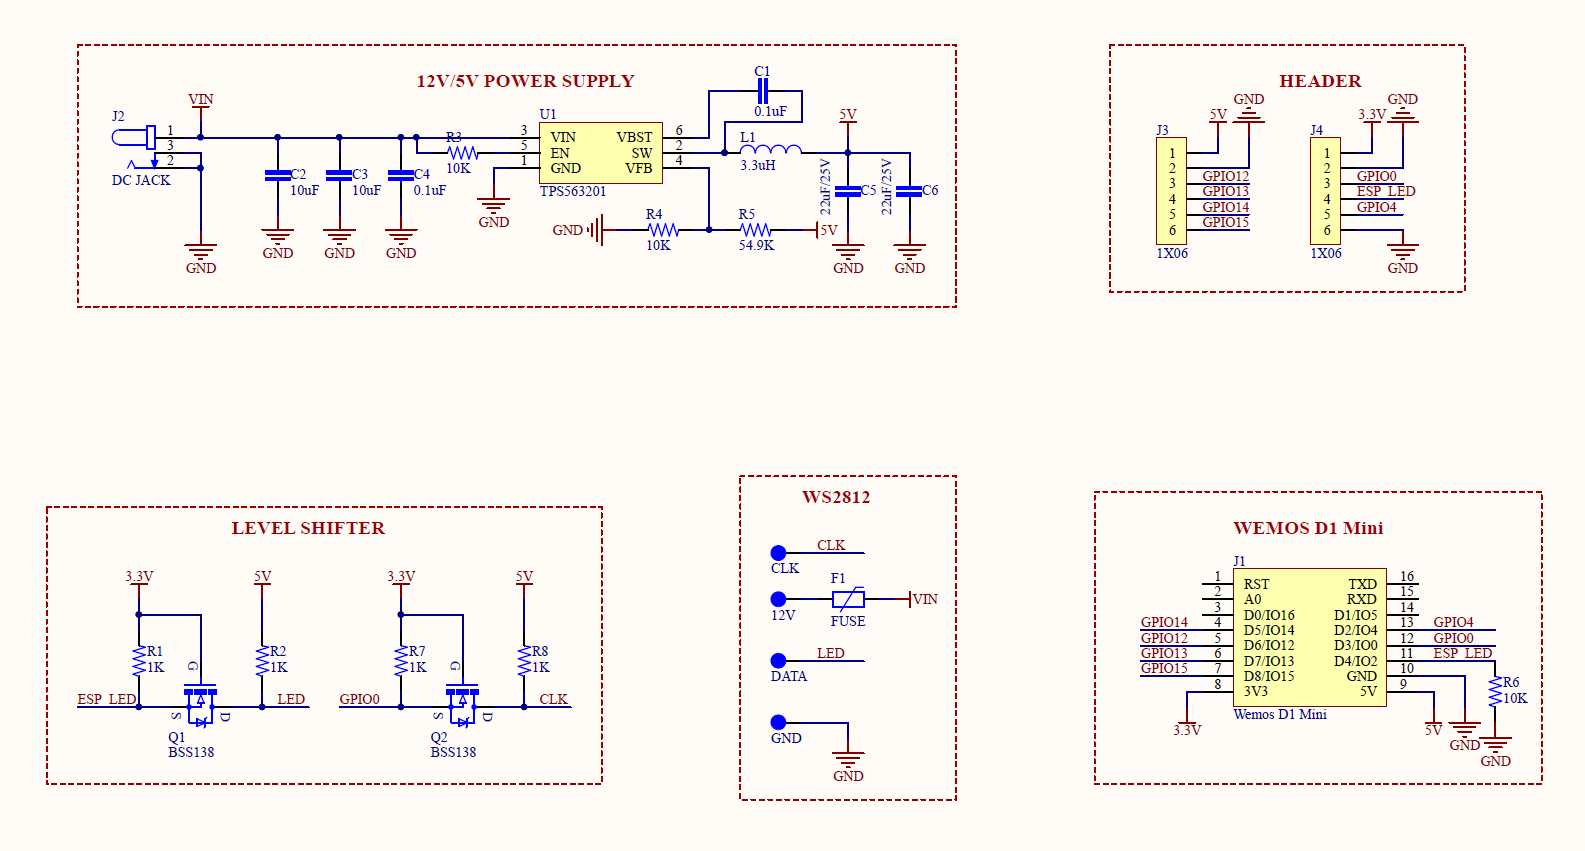 12V/5V POWER SUPPLY
J2
VIN
1
3
2
DC JACK
GND
C2
10uF
GND
C3
10uF
GND
C4
0.1uF
GND
R3
10K
GND
U1
3 VIN VBST 6
5 EN SW 2
1 GND VFB 4
TPS563201
C1
0.1uF
L1
3.3uH
5V
GND
R4
10K
R5
54.9K
5V
22uF/25V
C5
GND
22uF/25V
C6
GND
HEADER
J3
5V
GND
1
2
3 GPIO12
4 GPIO13
5 GPIO14
6 GPIO15
1X06
J4
3.3V
GND
1
2
3 GPIO0
4 ESP_LED
5 GPIO4
6
1X06
GND
LEVEL SHIFTER
3.3V
5V
R1
1K
G
R2
1K
ESP_LED
LED
S
D
Q1
BSS138
3.3V
5V
R7
1K
G
R8
1K
GPIO0
CLK
S
D
Q2
BSS138
WS2812
CLK
CLK
F1
12V
FUSE
VIN
LED
DATA
GND
GND
WEMOS D1 Mini
J1
1 RST TXD 16
2 A0 RXD 15
3 D0/IO16 D1/IO5 14
GPIO14 4 D5/IO14 D2/IO4 13 GPIO4
GPIO12 5 D6/IO12 D3/IO0 12 GPIO0
GPIO13 6 D7/IO13 D4/IO2 11 ESP_LED
GPIO15 7 D8/IO15 GND 10
8 3V3 5V 9
Wemos D1 Mini
3.3V
5V
GND
R6
10K
GND